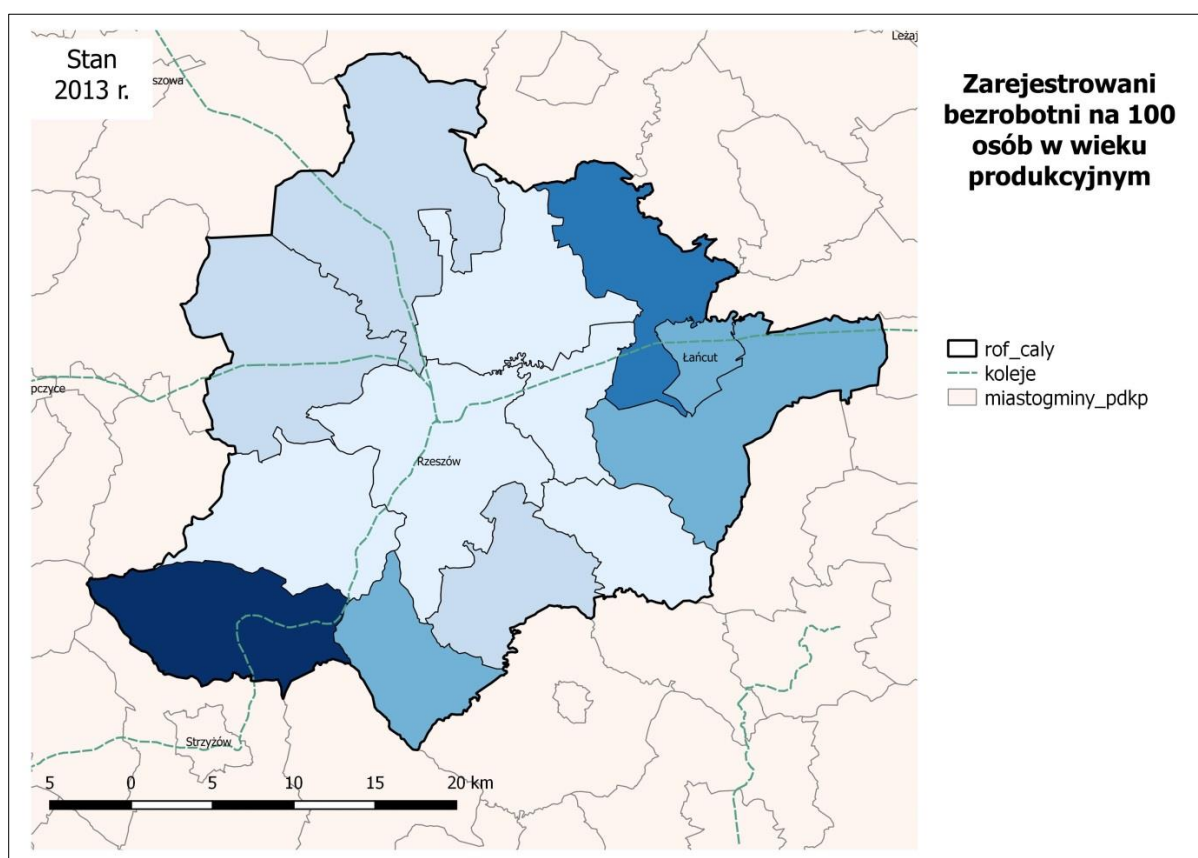 Stan
2013 r.
szowa
Leżaj
Zarejestrowani
bezrobotni na 100
osób w wieku
produkcyjnym
Łańcut
rof_caly
koleje
pczyce
miastogminy_pdkp
Rzeszów
Strzyżów
5 0 5 10 15 20 km